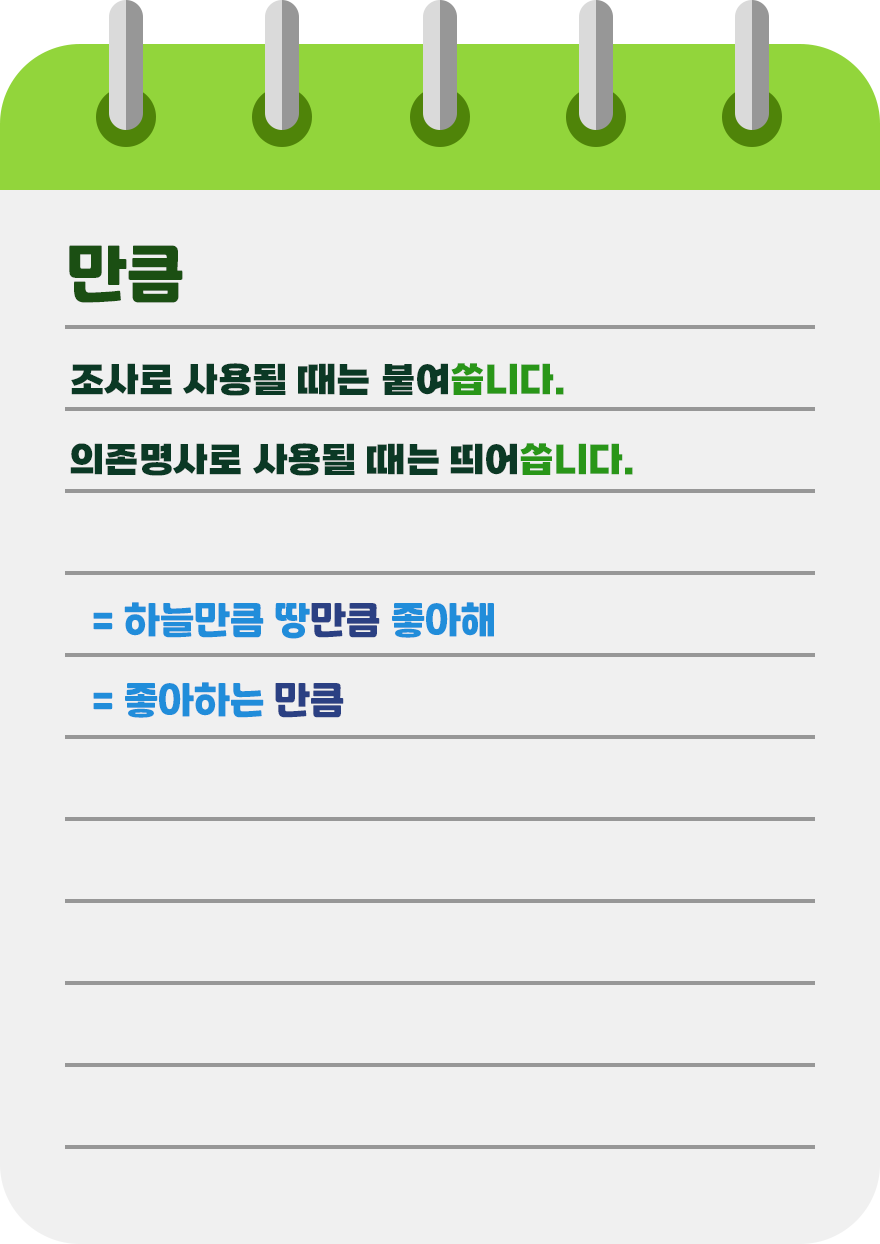 만큼
조사로 사용될 때는 붙여씁니다.
의존명사로 사용될 때는 띄어씁니다.
= 하늘만큼 땅만큼 좋아해
= 좋아하는 만큼